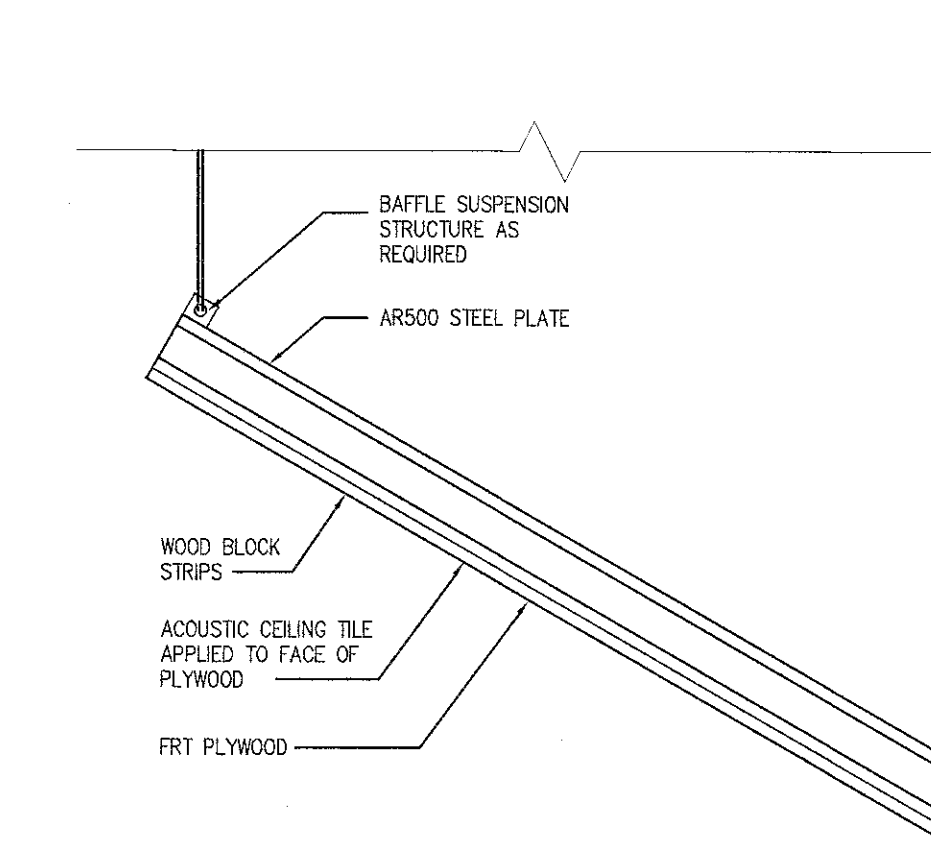 BAFFLE SUSPENSION
STRUCTURE AS
REQUIRED
AR500 STEEL PLATE
WOOD BLOCK
STRIPS
ACOUSTIC CEILING TILE
APPLIED TO FACE OF
PLYWOOD
FRT PLYWOOD